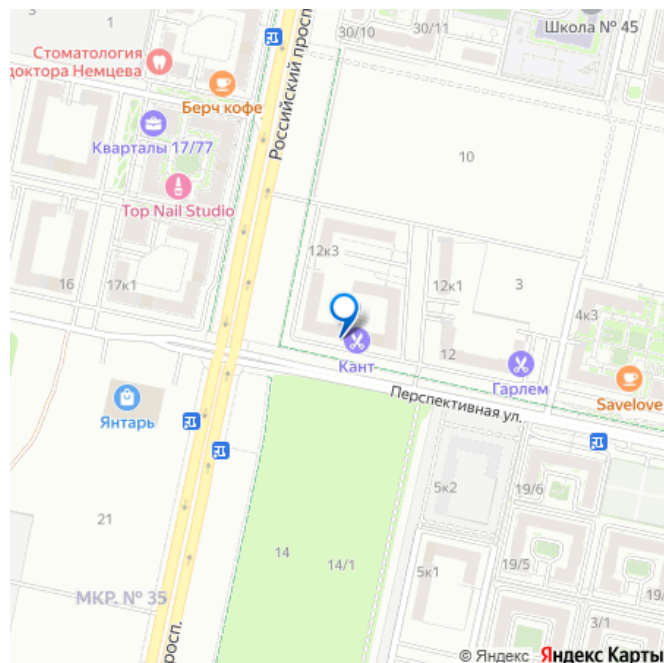 30/10
30/11
Школа № 45
1
Стоматология
доктора Немцева
Берч кофе
Российский просп.
Кварталы 17/77
10
Top Nail Studio
12к3
16
17к1
12к1
3
4к3
Кант
12
Гарлем
Savelove
Янтарь
Перспективная ул.
5к2
19/6
21
14
14/1
5к1
19/5
19/
МКР. № 35
3/1
росп.
© Яндекс Яндекс Карты